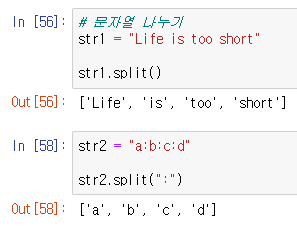 In [56]: # 문자열 나누기
str1 = "Life is too short"
str1.split()
Out[56]: ['Life', 'is', 'too', 'short']
In [58]: str2 = "a:b:c:d"
str2.split(":")
Out[58]: ['a', 'b', 'c', 'd']